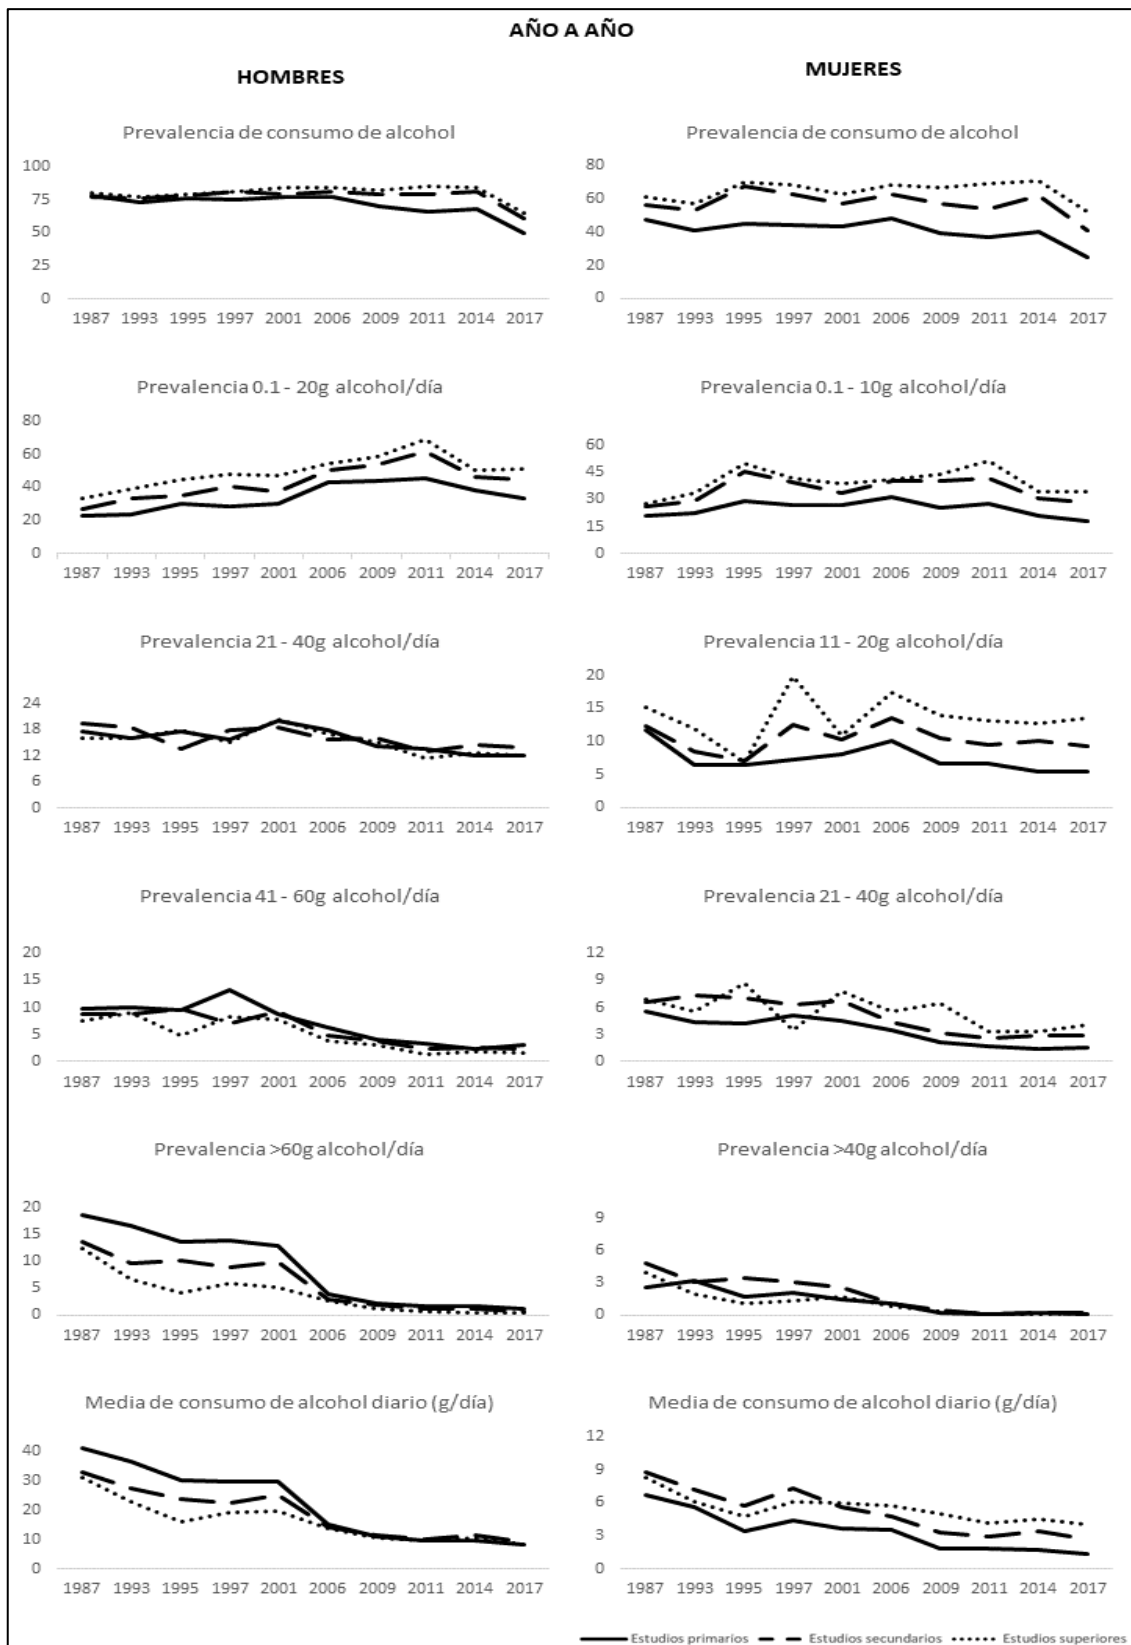 AÑO A AÑO
HOMBRES
MUJERES
Prevalencia de consumo de alcohol
100
75
50
25
0
1987 1993 1995 1997 2001 2006 2009 2011 2014 2017
Prevalencia de consumo de alcohol
80
60
40
20
0
1987 1993 1995 1997 2001 2006 2009 2011 2014 2017
Prevalencia 0.1 - 20g alcohol/día
80
60
40
20
0
1987 1993 1995 1997 2001 2006 2009 2011 2014 2017
Prevalencia 0.1 - 10g alcohol/día
60
45
30
15
0
1987 1993 1995 1997 2001 2006 2009 2011 2014 2017
Prevalencia 21 - 40g alcohol/día
24
18
12
6
0
1987 1993 1995 1997 2001 2006 2009 2011 2014 2017
Prevalencia 11 - 20g alcohol/día
20
15
10
5
0
1987 1993 1995 1997 2001 2006 2009 2011 2014 2017
Prevalencia 41 - 60g alcohol/día
20
15
10
5
0
1987 1993 1995 1997 2001 2006 2009 2011 2014 2017
Prevalencia 21 - 40g alcohol/día
12
9
6
3
0
1987 1993 1995 1997 2001 2006 2009 2011 2014 2017
Prevalencia >60g alcohol/día
20
15
10
5
0
1987 1993 1995 1997 2001 2006 2009 2011 2014 2017
Prevalencia >40g alcohol/día
9
6
3
0
1987 1993 1995 1997 2001 2006 2009 2011 2014 2017
Media de consumo de alcohol diario (g/día)
40
30
20
10
0
1987 1993 1995 1997 2001 2006 2009 2011 2014 2017
Media de consumo de alcohol diario (g/día)
12
9
6
3
0
1987 1993 1995 1997 2001 2006 2009 2011 2014 2017
Estudios primarios Estudios secundarios Estudios superiores